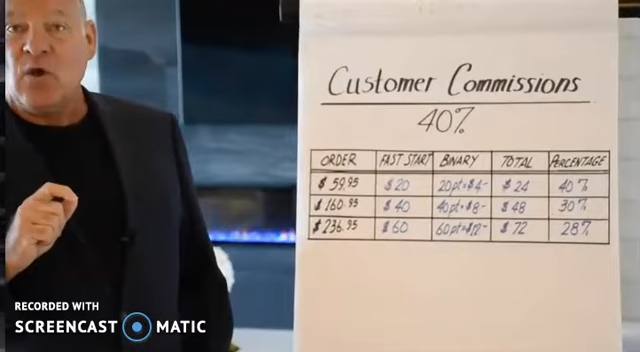 Customer Commissions
40%
ORDER FAST START BINARY TOTAL PERCENTAGE
$59.95 $20 20pt=$4- $24 40%
$160.95 $40 40pt=$8- $48 30%
$236.95 $60 60pt=$12- $72 28%
RECORDED WITH
SCREENCAST MATIC